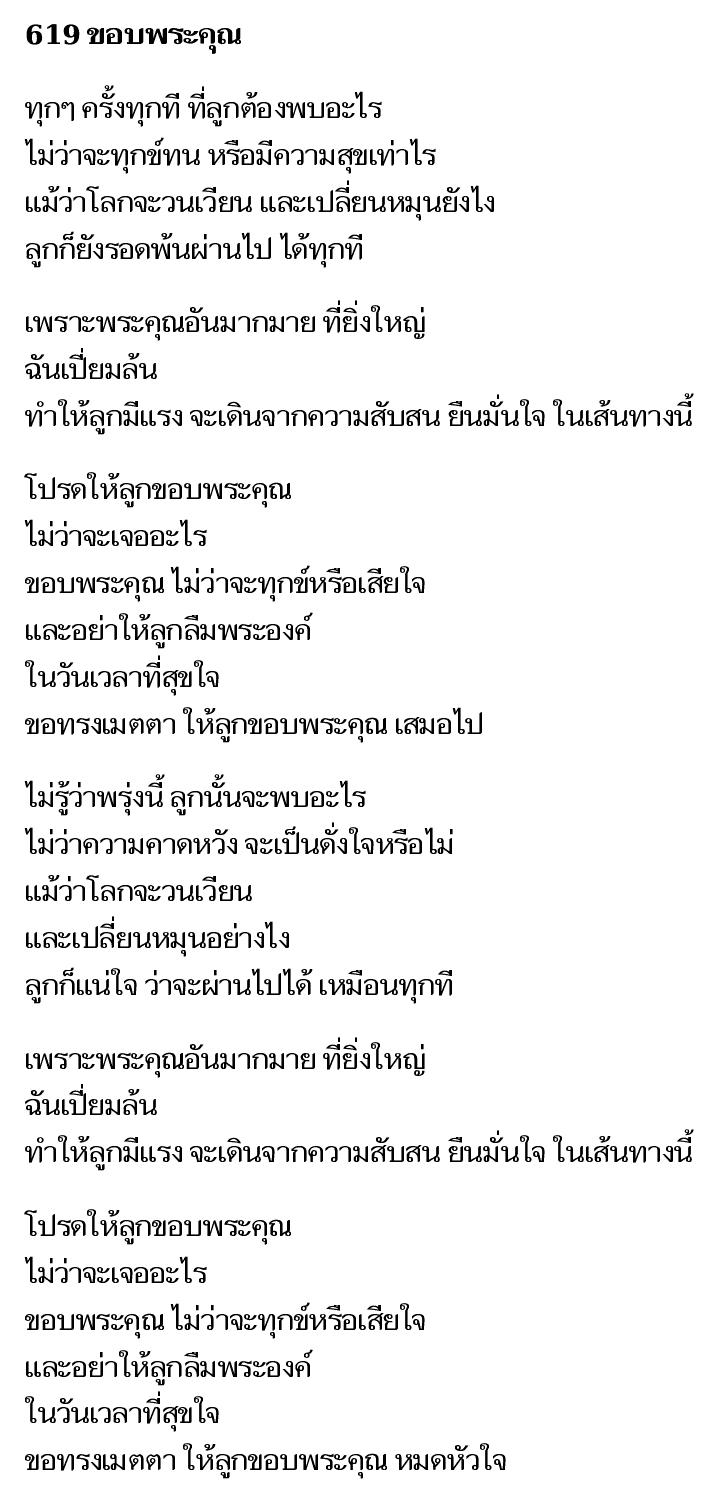 619 ขอบพระคุณ
ทุกๆ ครั้งทุกที ที่ลูกต้องพบอะไร
ไม่ว่าจะทุกข์ทน หรือมีความสุขเท่าไร
แม้ว่าโลกจะวนเวียน และเปลี่ยนหมุนยังไง
ลูกก็ยังรอดพ้นผ่านไป ได้ทุกที
เพราะพระคุณอันมากมาย ที่ยิ่งใหญ่
ฉันเปี่ยมล้น
ทำให้ลูกมีแรง จะเดินจากความสับสน ยืนมั่นใจ ในเส้นทางนี้
โปรดให้ลูกขอบพระคุณ
ไม่ว่าจะเจออะไร
ขอบพระคุณ ไม่ว่าจะทุกข์หรือเสียใจ
และอย่าให้ลูกลืมพระองค์
ในวันเวลาที่สุขใจ
ขอทรงเมตตา ให้ลูกขอบพระคุณ เสมอไป
ไม่รู้ว่าพรุ่งนี้ ลูกนั้นจะพบอะไร
ไม่ว่าความคาดหวัง จะเป็นดั่งใจหรือไม่
แม้ว่าโลกจะวนเวียน
และเปลี่ยนหมุนอย่างไง
ลูกก็แน่ใจ ว่าจะผ่านไปได้ เหมือนทุกที
เพราะพระคุณอันมากมาย ที่ยิ่งใหญ่
ฉันเปี่ยมล้น
ทำให้ลูกมีแรง จะเดินจากความสับสน ยืนมั่นใจ ในเส้นทางนี้
โปรดให้ลูกขอบพระคุณ
ไม่ว่าจะเจออะไร
ขอบพระคุณ ไม่ว่าจะทุกข์หรือเสียใจ
และอย่าให้ลูกลืมพระองค์
ในวันเวลาที่สุขใจ
ขอทรงเมตตา ให้ลูกขอบพระคุณ หมดหัวใจ